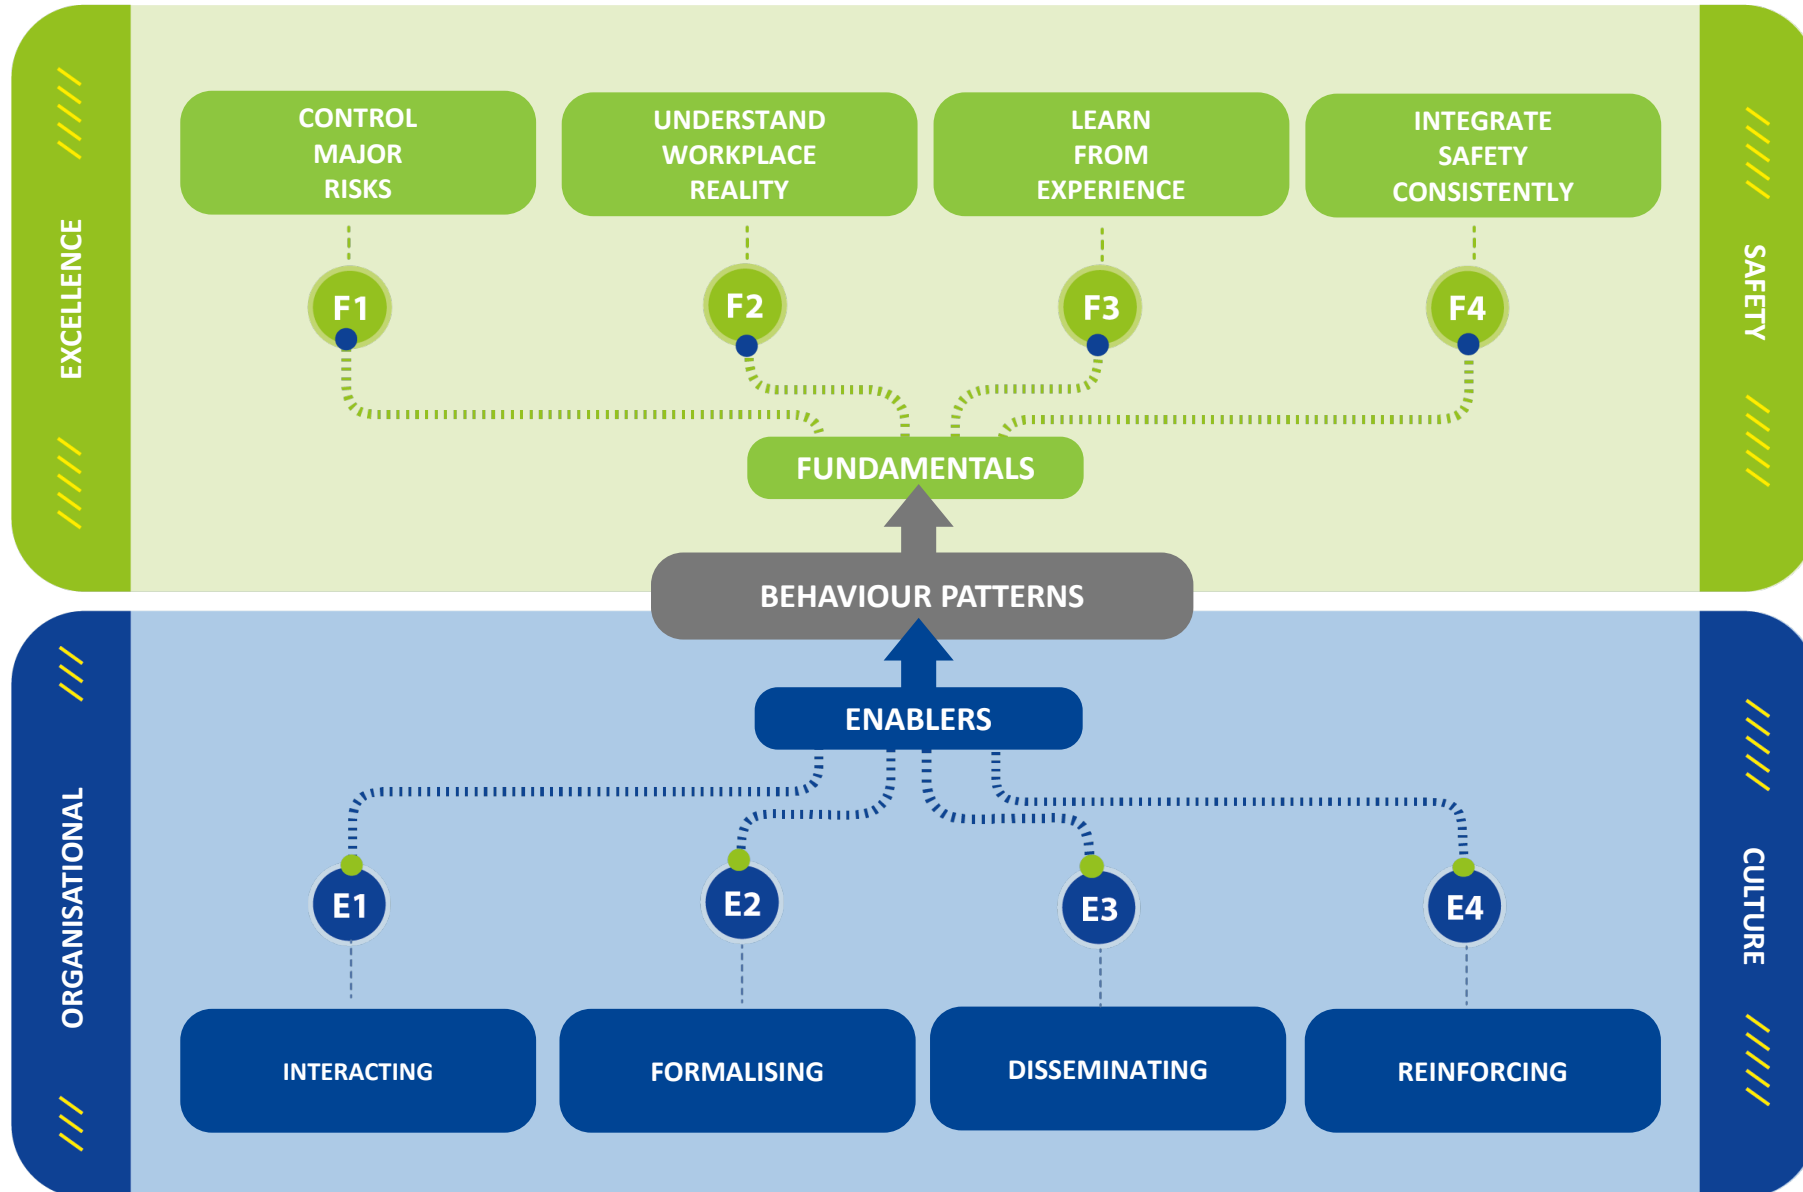 EXCELLENCE
SAFETY
CONTROL
MAJOR
RISKS
UNDERSTAND
WORKPLACE
REALITY
LEARN
FROM
EXPERIENCE
INTEGRATE
SAFETY
CONSISTENTLY
F1
F2
F3
F4
FUNDAMENTALS
BEHAVIOUR PATTERNS
ENABLERS
ORGANISATIONAL
CULTURE
E1
E2
E3
E4
INTERACTING
FORMALISING
DISSEMINATING
REINFORCING